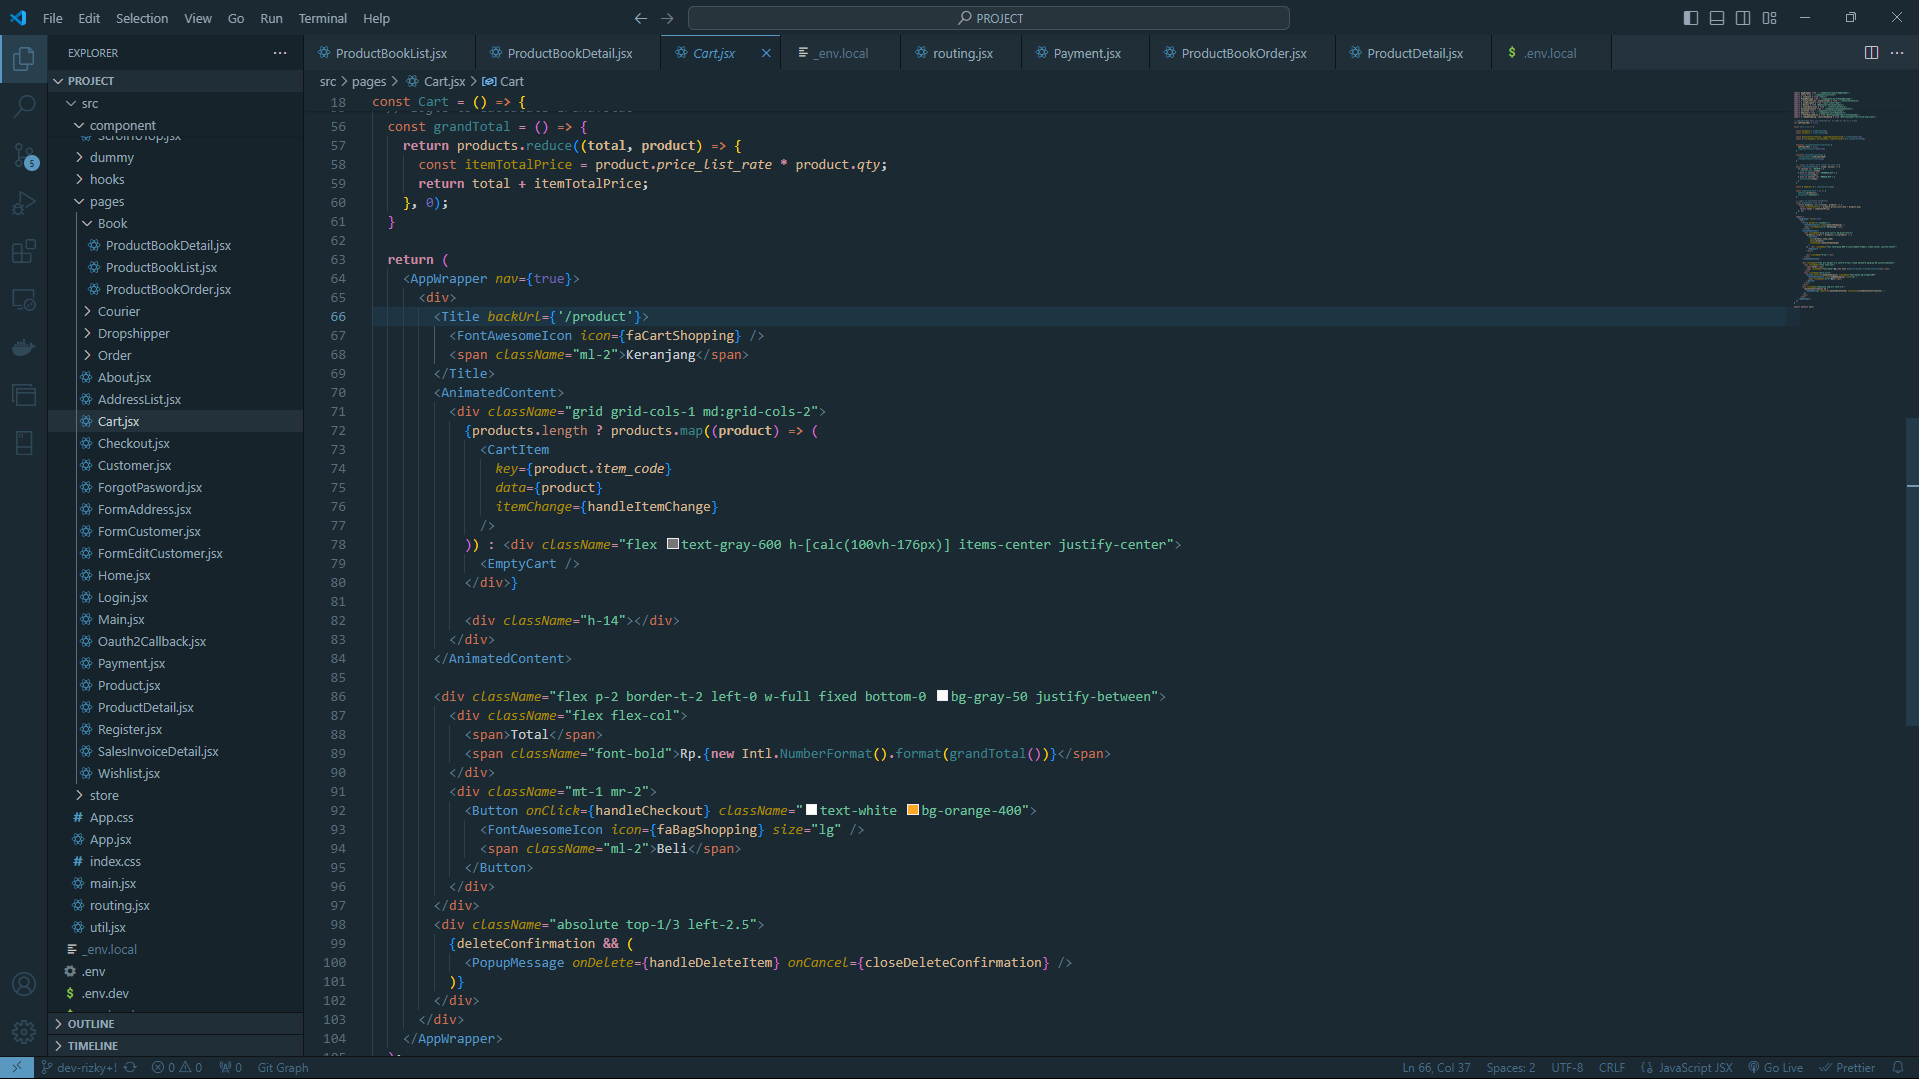 File Edit Selection View Go Run Terminal Help
PROJECT
EXPLORER
PROJECT
src
component
ScrollToTop.jsx
dummy
hooks
pages
Book
ProductBookDetail.jsx
ProductBookList.jsx
ProductBookOrder.jsx
Courier
Dropshipper
Order
About.jsx
AddressList.jsx
Cart.jsx
Checkout.jsx
Customer.jsx
ForgotPasword.jsx
FormAddress.jsx
FormCustomer.jsx
FormEditCustomer.jsx
Home.jsx
Login.jsx
Main.jsx
Oauth2Callback.jsx
Payment.jsx
Product.jsx
ProductDetail.jsx
Register.jsx
SalesInvoiceDetail.jsx
Wishlist.jsx
store
# App.css
App.jsx
# index.css
main.jsx
routing.jsx
util.jsx
_env.local
.env
$ .env.dev
OUTLINE
TIMELINE
5
ProductBookList.jsx ProductBookDetail.jsx Cart.jsx _env.local routing.jsx Payment.jsx ProductBookOrder.jsx ProductDetail.jsx $ .env.local
src > pages > Cart.jsx > Cart
18 const Cart = () => {
56 const grandTotal = () => {
57 return products.reduce((total, product) => {
58 const itemTotalPrice = product.price_list_rate * product.qty;
59 return total + itemTotalPrice;
60 }, 0);
61 }
62
63 return (
64 <AppWrapper nav={true}>
65 <div>
66 <Title backUrl={'/product'}>
67 <FontAwesomeIcon icon={faCartShopping} />
68 <span className="ml-2">Keranjang</span>
69 </Title>
70 <AnimatedContent>
71 <div className="grid grid-cols-1 md:grid-cols-2">
72 {products.length ? products.map((product) => (
73 <CartItem
74 key={product.item_code}
75 data={product}
76 itemChange={handleItemChange}
77 />
78 )) : <div className="flex text-gray-600 h-[calc(100vh-176px)] items-center justify-center">
79 <EmptyCart />
80 </div>}
81
82 <div className="h-14"></div>
83 </div>
84 </AnimatedContent>
85
86 <div className="flex p-2 border-t-2 left-0 w-full fixed bottom-0 bg-gray-50 justify-between">
87 <div className="flex flex-col">
88 <span>Total</span>
89 <span className="font-bold">Rp.{new Intl.NumberFormat().format(grandTotal())}</span>
90 </div>
91 <div className="mt-1 mr-2">
92 <Button onClick={handleCheckout} className="text-white bg-orange-400">
93 <FontAwesomeIcon icon={faBagShopping} size="lg" />
94 <span className="ml-2">Beli</span>
95 </Button>
96 </div>
97 </div>
98 <div className="absolute top-1/3 left-2.5">
99 {deleteConfirmation && (
100 <PopupMessage onDelete={handleDeleteItem} onCancel={closeDeleteConfirmation} />
101 )}
102 </div>
103 </div>
104 </AppWrapper>
dev-rizky+! 0 0 0 Git Graph Ln 66, Col 37 Spaces: 2 UTF-8 CRLF JavaScript JSX Go Live Prettier